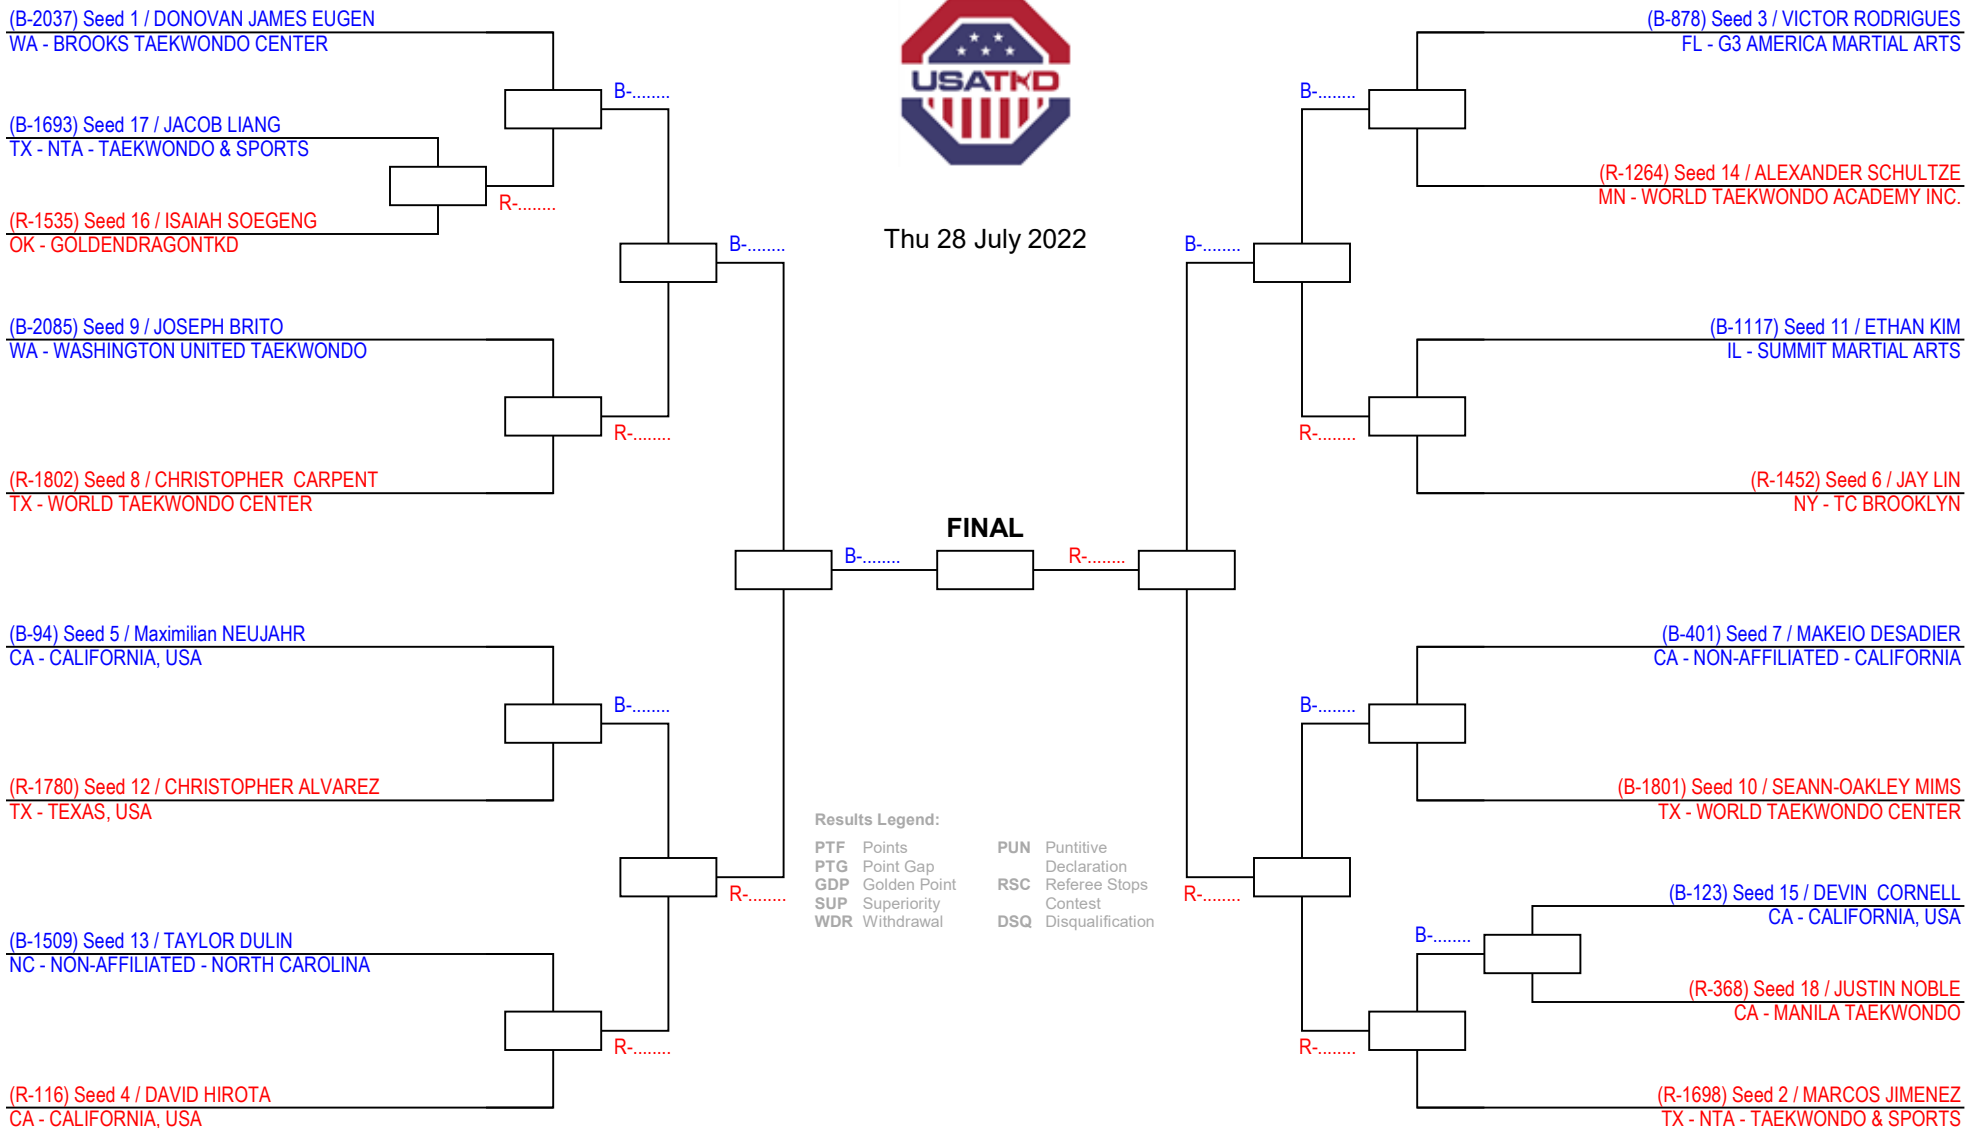 (B-2037) Seed 1 / DONOVAN JAMES EUGEN
WA - BROOKS TAEKWONDO CENTER
B-........
(B-1693) Seed 17 / JACOB LIANG
TX - NTA - TAEKWONDO & SPORTS
R-........
(R-1535) Seed 16 / ISAIAH SOEGENG
OK - GOLDENDRAGONTKD
B-........
(B-2085) Seed 9 / JOSEPH BRITO
WA - WASHINGTON UNITED TAEKWONDO
R-........
(R-1802) Seed 8 / CHRISTOPHER  CARPENT
TX - WORLD TAEKWONDO CENTER
B-........
(B-94) Seed 5 / Maximilian NEUJAHR
CA - CALIFORNIA, USA
B-........
(R-1780) Seed 12 / CHRISTOPHER ALVAREZ
TX - TEXAS, USA
R-........
(B-1509) Seed 13 / TAYLOR DULIN
NC - NON-AFFILIATED - NORTH CAROLINA
R-........
(R-116) Seed 4 / DAVID HIROTA
CA - CALIFORNIA, USA
USATKD
Thu 28 July 2022
FINAL
Results Legend:
PTF Points
PTG Point Gap
GDP Golden Point
SUP Superiority
WDR Withdrawal
PUN Puntitive
Declaration
RSC Referee Stops
Contest
DSQ Disqualification
(B-878) Seed 3 / VICTOR RODRIGUES
FL - G3 AMERICA MARTIAL ARTS
B-........
(R-1264) Seed 14 / ALEXANDER SCHULTZE
MN - WORLD TAEKWONDO ACADEMY INC.
B-........
(B-1117) Seed 11 / ETHAN KIM
IL - SUMMIT MARTIAL ARTS
R-........
(R-1452) Seed 6 / JAY LIN
NY - TC BROOKLYN
R-........
(B-401) Seed 7 / MAKEIO DESADIER
CA - NON-AFFILIATED - CALIFORNIA
B-........
(B-1801) Seed 10 / SEANN-OAKLEY MIMS
TX - WORLD TAEKWONDO CENTER
R-........
(B-123) Seed 15 / DEVIN  CORNELL
CA - CALIFORNIA, USA
B-........
(R-368) Seed 18 / JUSTIN NOBLE
CA - MANILA TAEKWONDO
R-........
(R-1698) Seed 2 / MARCOS JIMENEZ
TX - NTA - TAEKWONDO & SPORTS